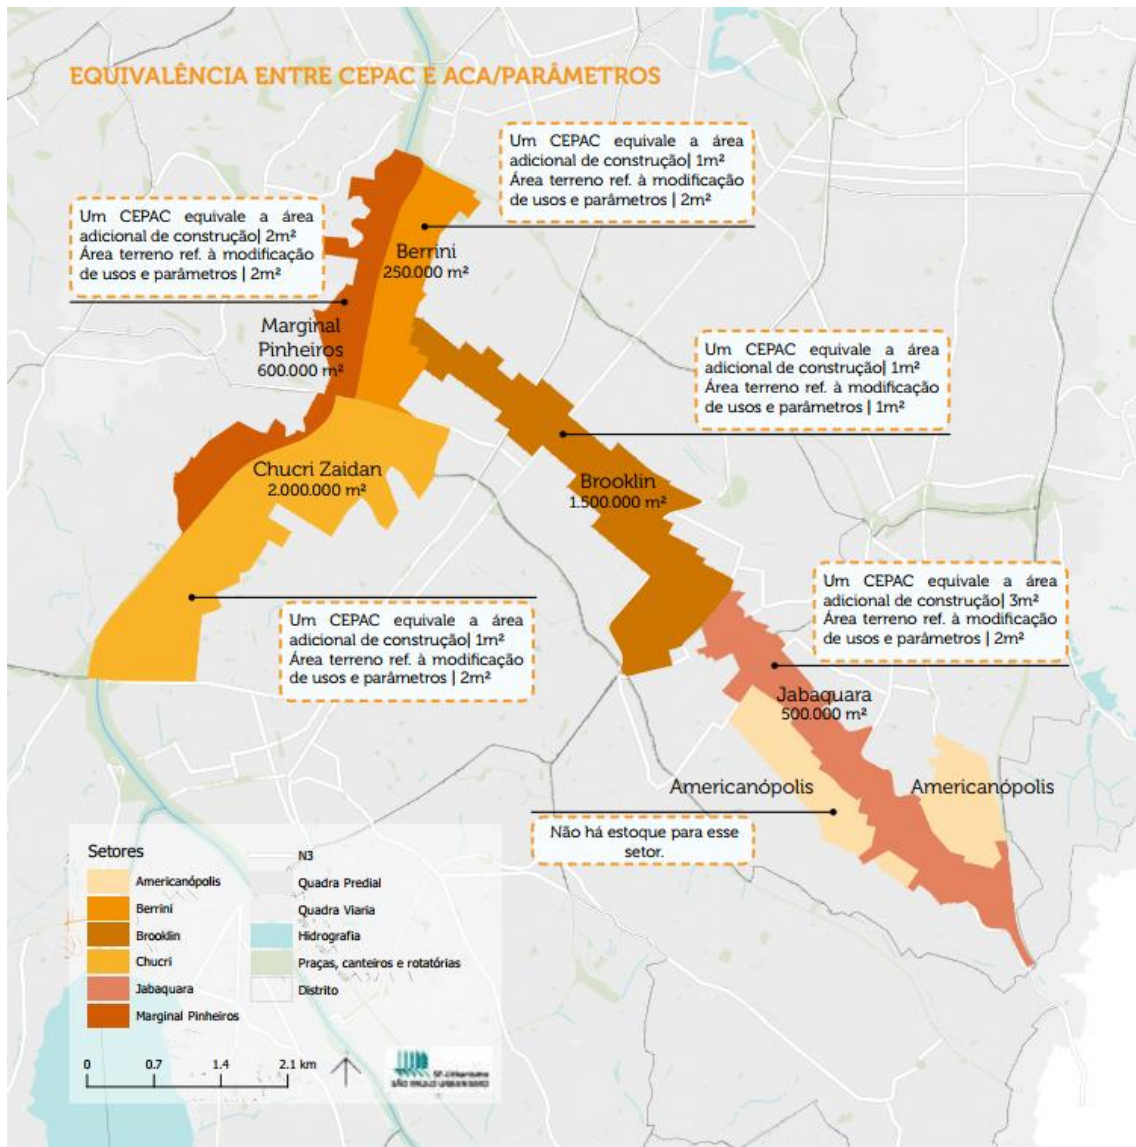 EQUIVALÊNCIA ENTRE CEPAC E ACA/PARÂMETROS
Um CEPAC equivale a área
adicional de construção| 1m²
Área terreno ref. à modificação
de usos e parâmetros | 2m²
Um CEPAC equivale a área
adicional de construção| 2m²
Área terreno ref. à modificação
de usos e parâmetros | 2m²
Berrini
250.000 m²
Marginal
Pinheiros
600.000 m²
Um CEPAC equivale a área
adicional de construção| 1m²
Área terreno ref. à modificação
de usos e parâmetros | 1m²
Chucri Zaidan
2.000.000 m²
Brooklin
1.500.000 m²
Um CEPAC equivale a área
adicional de construção| 3m²
Área terreno ref. à modificação
de usos e parâmetros | 2m²
Um CEPAC equivale a área
adicional de construção| 1m²
Área terreno ref. à modificação
de usos e parâmetros | 2m²
Jabaquara
500.000 m²
Americanópolis
Americanópolis
Não há estoque para esse
setor.
Setores
Americanópolis
Berrini
Brooklin
Chucri
Jabaquara
Marginal Pinheiros
N3
Quadra Predial
Quadra Viaria
Hidrografia
Praças, canteiros e rotatórias
Distrito
0 0.7 1.4 2.1 km
SP-Urbanismo
SÃO PAULO URBANISMO